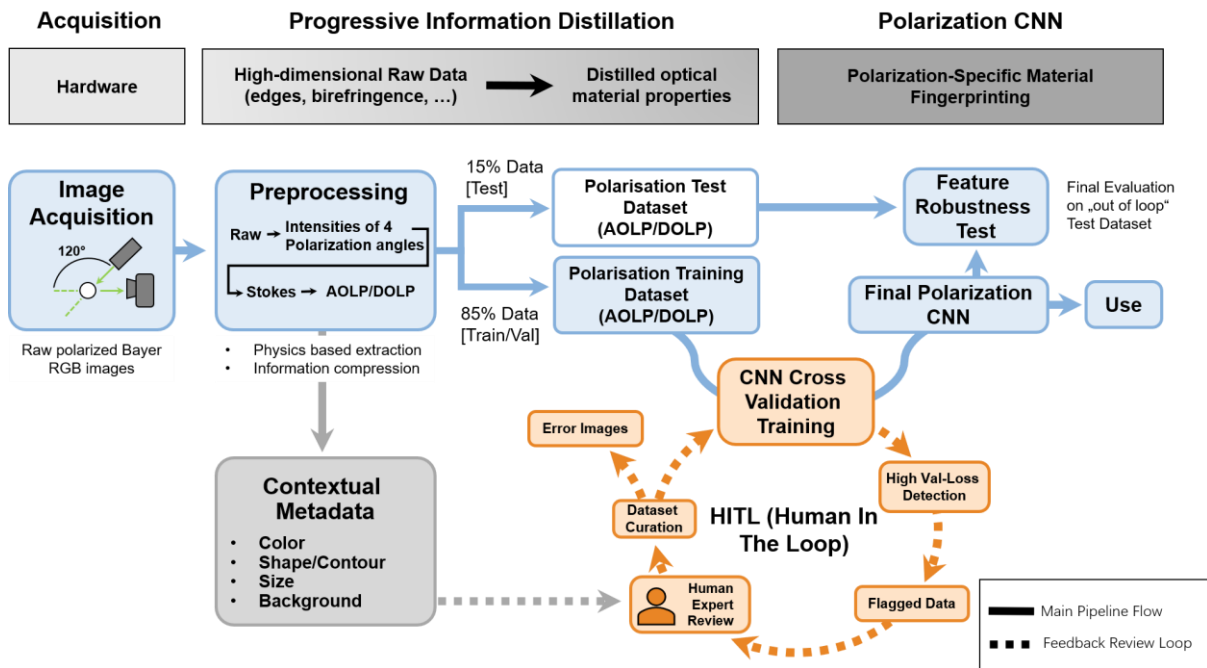 Acquisition
Progressive Information Distillation
Polarization CNN
Hardware
High-dimensional Raw Data
(edges, birefringence, …)
Distilled optical
material properties
Polarization-Specific Material
Fingerprinting
Image
Acquisition
120°
Raw polarized Bayer
RGB images
Preprocessing
Raw
Intensities of 4
Polarization angles
Stokes
AOLP/DOLP
• Physics based extraction
• Information compression
15% Data
[Test]
85% Data
[Train/Val]
Polarisation Test
Dataset
(AOLP/DOLP)
Polarisation Training
Dataset
(AOLP/DOLP)
Feature
Robustness
Test
Final Evaluation
on „out of loop“
Test Dataset
Final Polarization
CNN
Use
CNN Cross
Validation
Training
Error Images
High Val-Loss
Detection
Dataset
Curation
HITL (Human In
The Loop)
Human
Expert
Review
Flagged Data
Contextual
Metadata
• Color
• Shape/Contour
• Size
• Background
Main Pipeline Flow
Feedback Review Loop